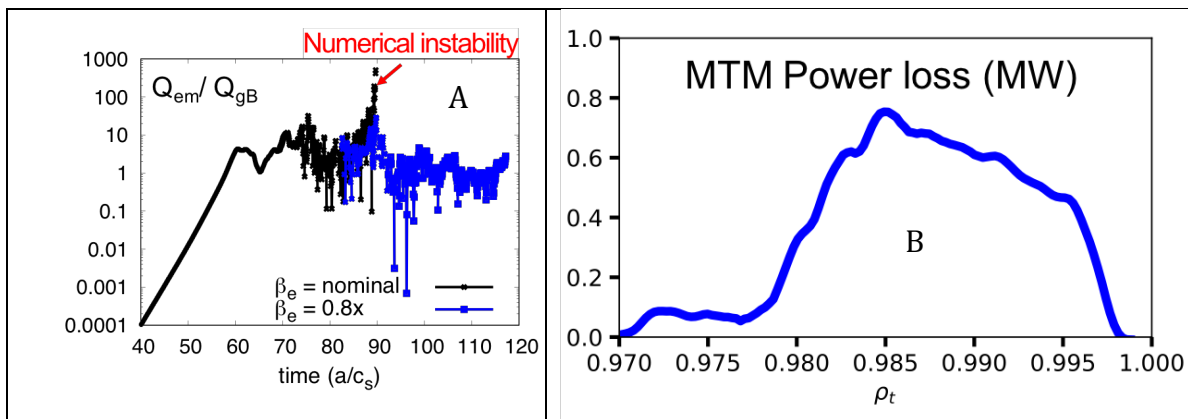 Numerical instability
1000
100
10
1
0.1
0.01
0.001
0.0001
Q_em/ Q_gB
A
β_e = nominal
β_e = 0.8x
40 50 60 70 80 90 100 110 120
time (a/c_s)
1.0
0.8
0.6
0.4
0.2
0.0
MTM Power loss (MW)
B
0.970 0.975 0.980 0.985 0.990 0.995 1.000
ρ_t